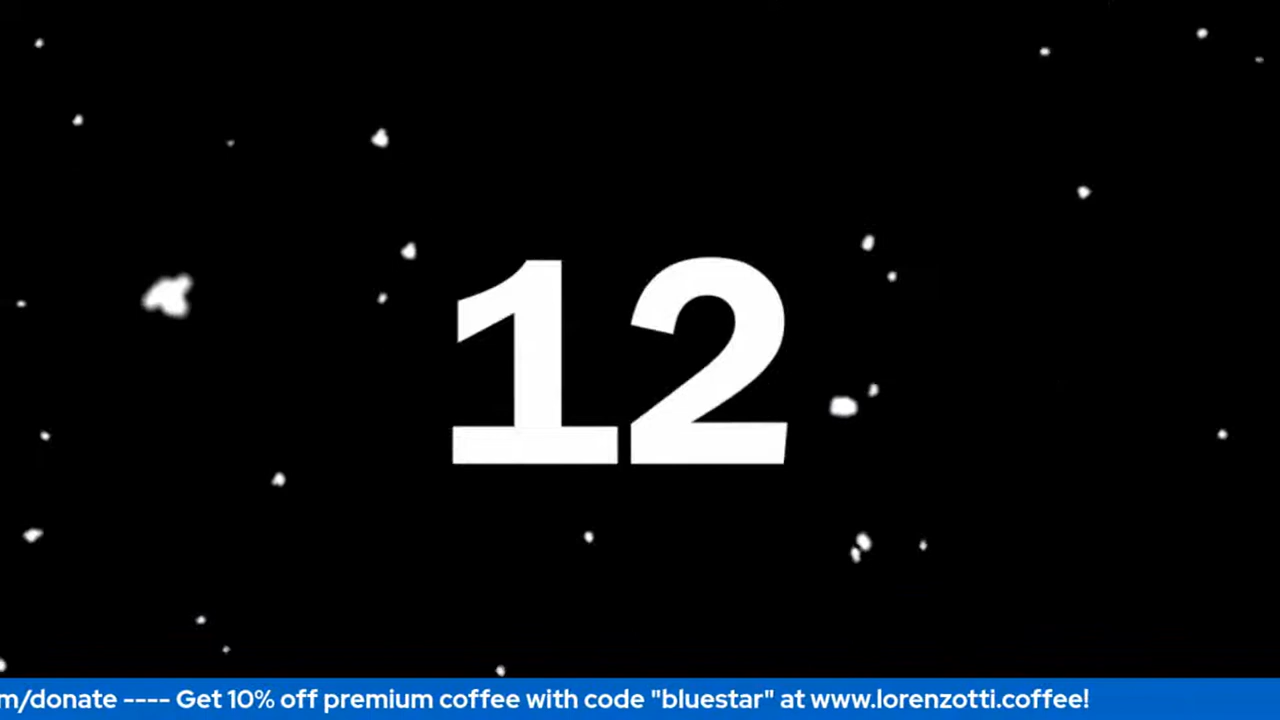 12
m/donate ---- Get 10% off premium coffee with code "bluestar" at www.lorenzotti.coffee!